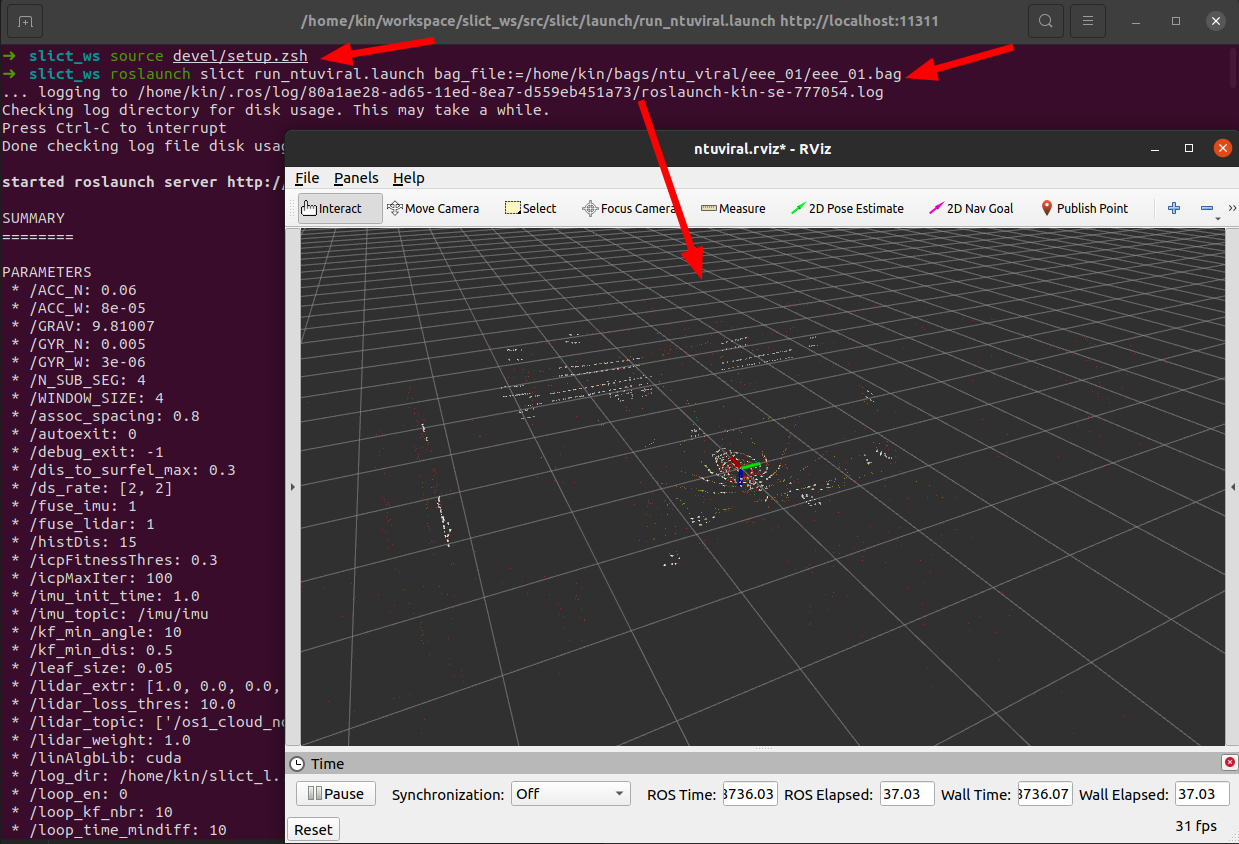 /home/kin/workspace/slict_ws/src/slict/launch/run_ntuviral.launch http://localhost:11311
→ slict_ws source devel/setup.zsh
→ slict_ws roslaunch slict run_ntuviral.launch bag_file:=/home/kin/bags/ntu_viral/eee_01/eee_01.bag
... logging to /home/kin/.ros/log/80a1ae28-ad65-11ed-8ea7-d559eb451a73/roslaunch-kin-se-777054.log
Checking log directory for disk usage. This may take a while.
Press Ctrl-C to interrupt
Done checking log file disk usag
started roslaunch server http:/
SUMMARY
========
PARAMETERS
* /ACC_N: 0.06
* /ACC_W: 8e-05
* /GRAV: 9.81007
* /GYR_N: 0.005
* /GYR_W: 3e-06
* /N_SUB_SEG: 4
* /WINDOW_SIZE: 4
* /assoc_spacing: 0.8
* /autoexit: 0
* /debug_exit: -1
* /dis_to_surfel_max: 0.3
* /ds_rate: [2, 2]
* /fuse_imu: 1
* /fuse_lidar: 1
* /histDis: 15
* /icpFitnessThres: 0.3
* /icpMaxIter: 100
* /imu_init_time: 1.0
* /imu_topic: /imu/imu
* /kf_min_angle: 10
* /kf_min_dis: 0.5
* /leaf_size: 0.05
* /lidar_extr: [1.0, 0.0, 0.0,
* /lidar_loss_thres: 10.0
* /lidar_topic: ['/os1_cloud_no
* /lidar_weight: 1.0
* /linAlgbLib: cuda
* /log_dir: /home/kin/slict_l.
* /loop_en: 0
* /loop_kf_nbr: 10
* /loop_time_mindiff: 10
ntuviral.rviz* - RViz
File Panels Help
Interact Move Camera Select Focus Camera Measure 2D Pose Estimate 2D Nav Goal Publish Point
Time
Pause Synchronization: Off ROS Time: 3736.03 ROS Elapsed: 37.03 Wall Time: 3736.07 Wall Elapsed: 37.03
Reset 31 fps